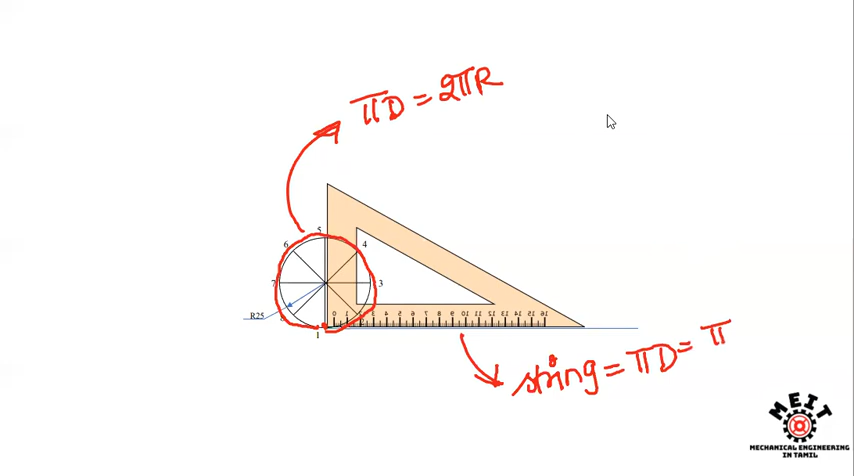 πD = 2πR
5
6
4
7
3
R25
8
0 1 2 3 4 5 6 7 8 9 10 11 12 13 14 15 16
1
string = πD = π
MEIT
MECHANICAL ENGINEERING
IN TAMIL